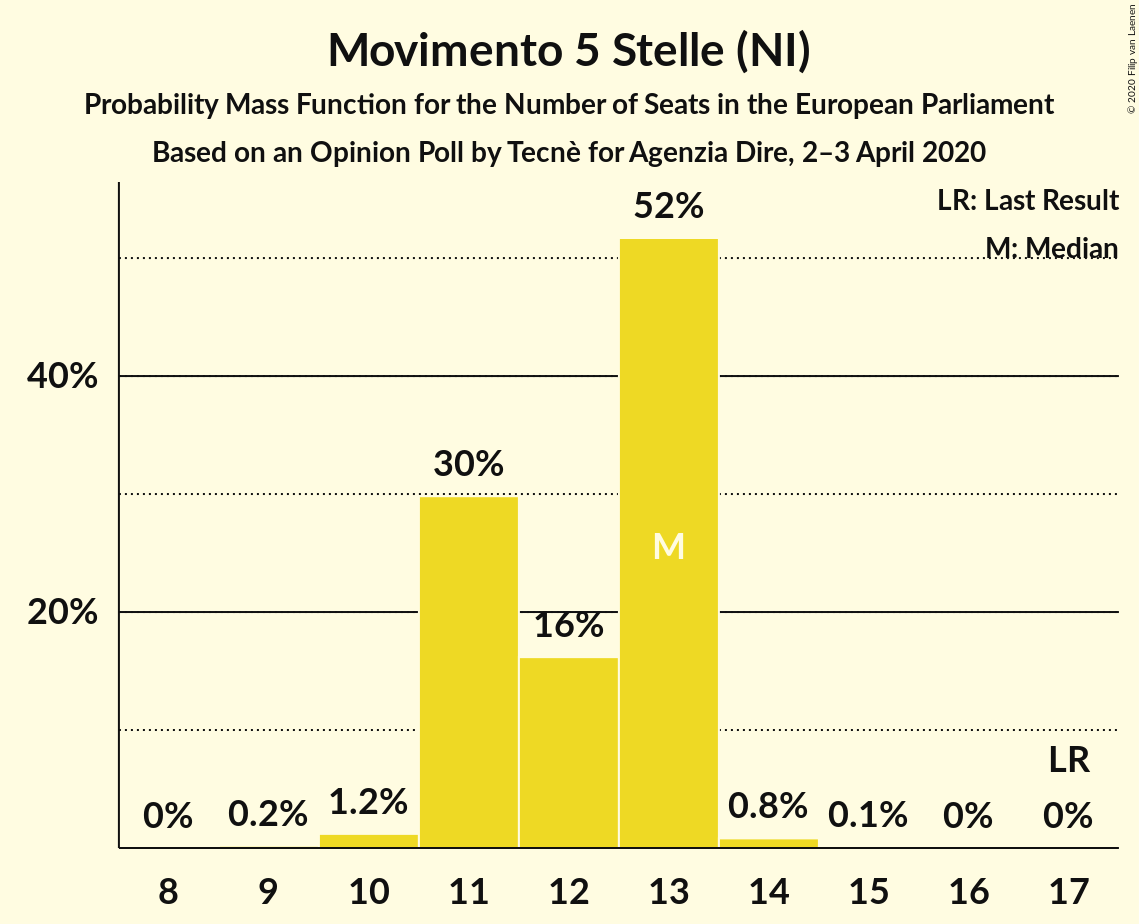 Movimento 5 Stelle (NI)
Probability Mass Function for the Number of Seats in the European Parliament
Based on an Opinion Poll by Tecnè for Agenzia Dire, 2–3 April 2020
© 2020 Filip van Laenen
LR: Last Result
M: Median
52%
40%
30%
M
20%
16%
LR
0%
0.2%
1.2%
0.8%
0.1%
0%
0%
8 9 10 11 12 13 14 15 16 17